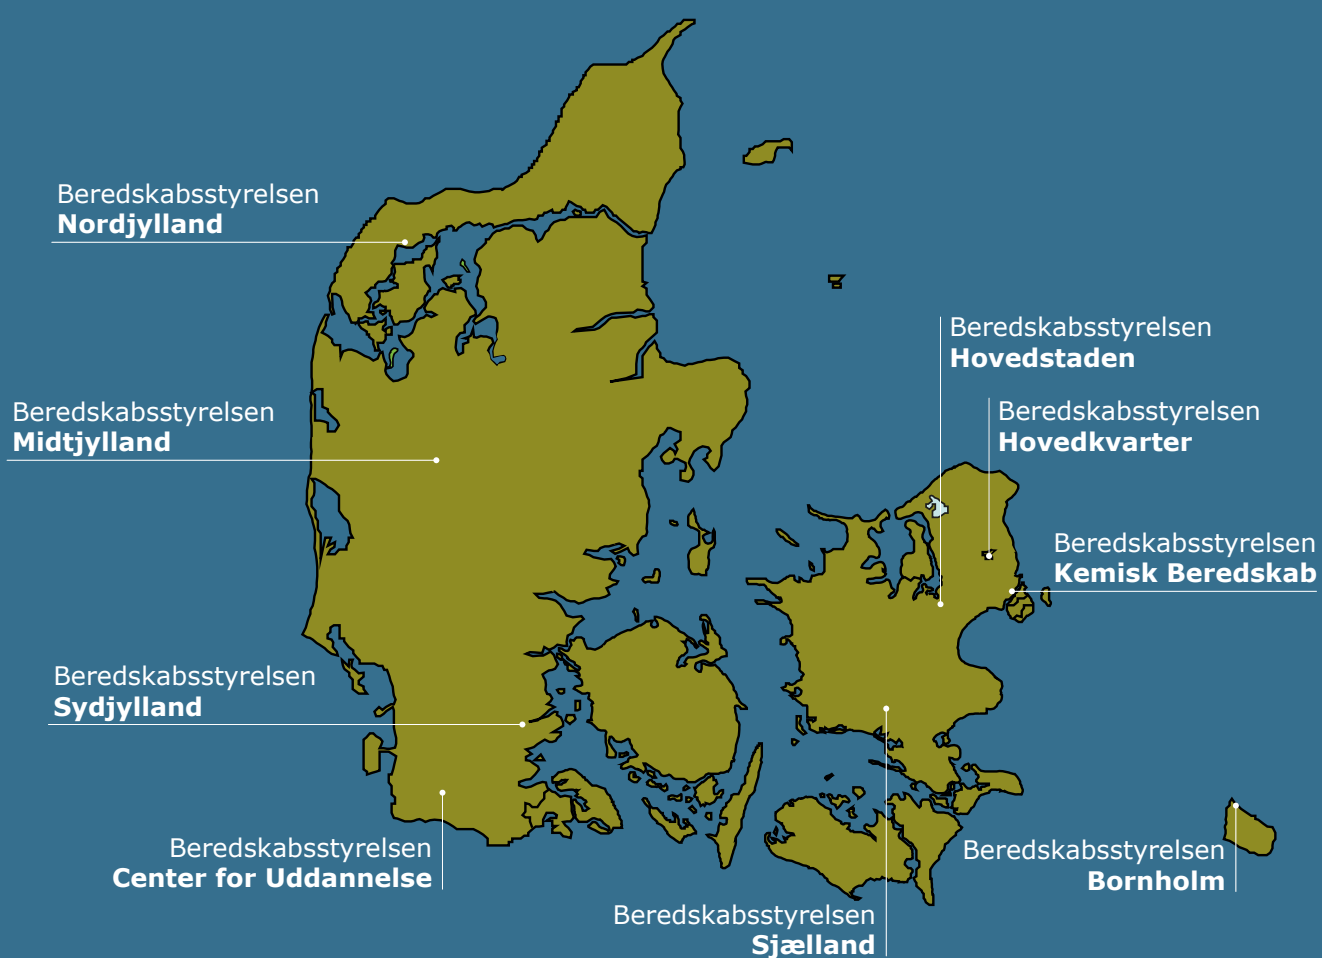 Beredskabsstyrelsen
Nordjylland
Beredskabsstyrelsen
Hovedstaden
Beredskabsstyrelsen
Midtjylland
Beredskabsstyrelsen
Hovedkvarter
Beredskabsstyrelsen
Kemisk Beredskab
Beredskabsstyrelsen
Sydjylland
Beredskabsstyrelsen
Center for Uddannelse
Beredskabsstyrelsen
Bornholm
Beredskabsstyrelsen
Sjælland